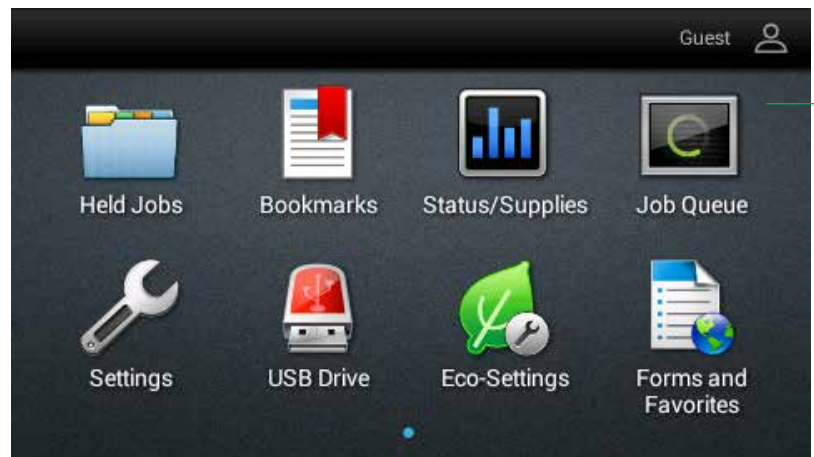 Guest
Held Jobs
Bookmarks
Status/Supplies
Job Queue
Settings
USB Drive
Eco-Settings
Forms and
Favorites